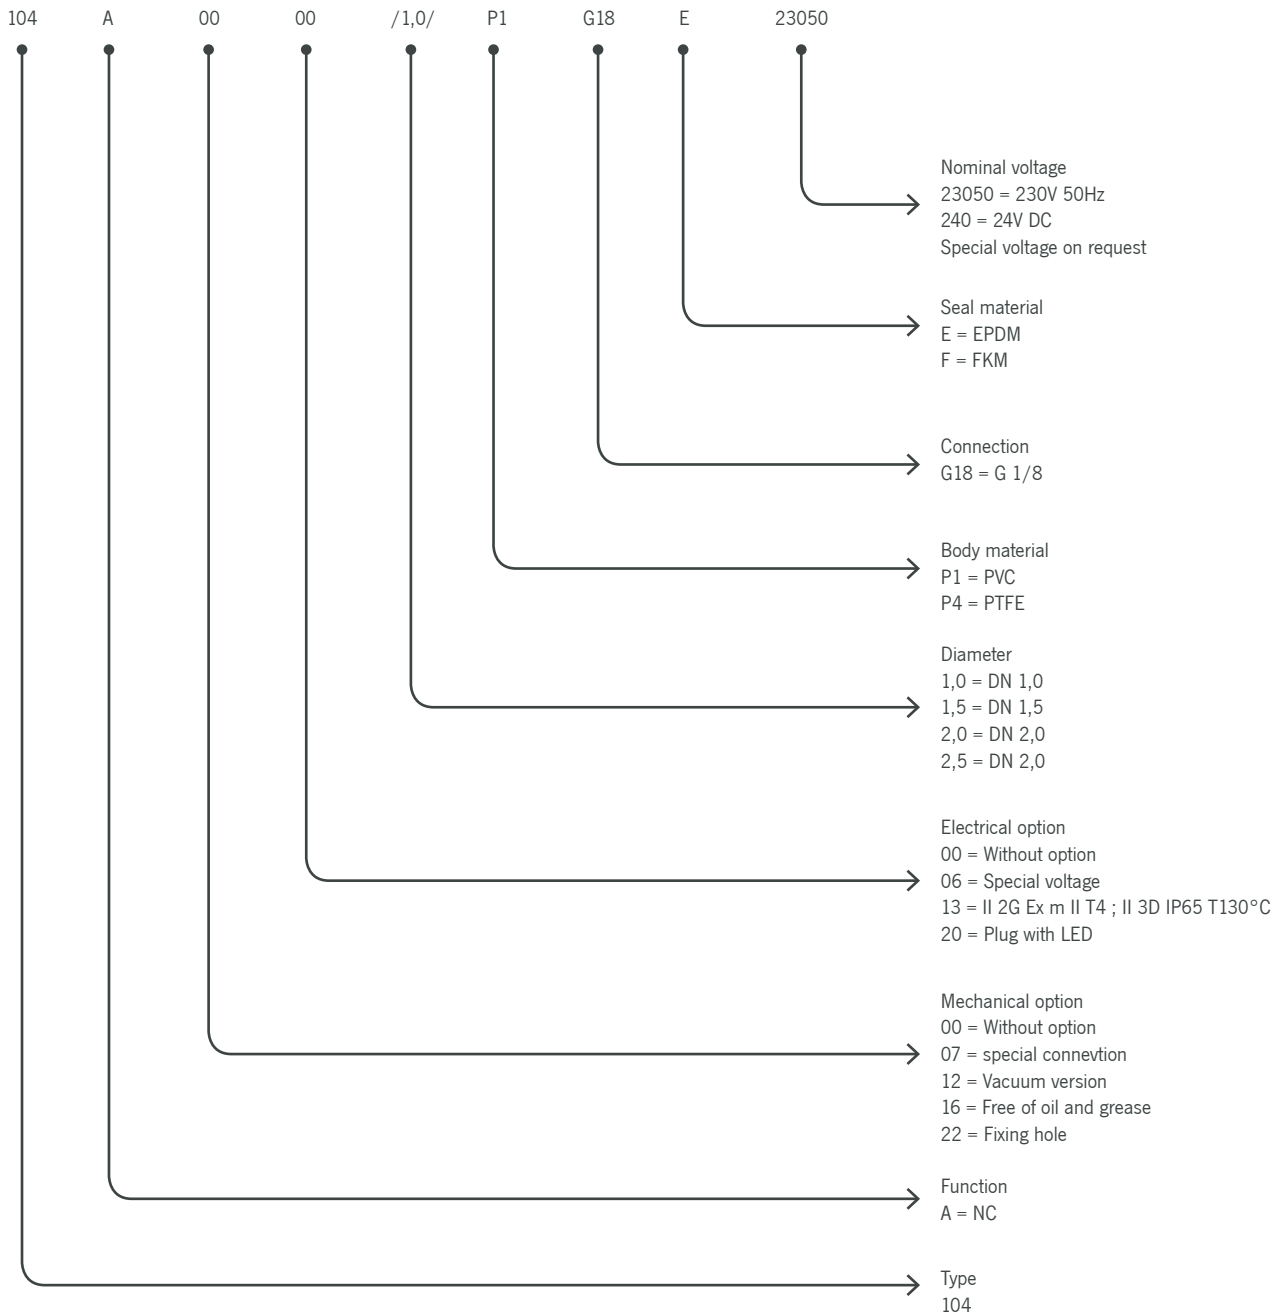 104 A 00 00 /1,0/ P1 G18 E 23050
Nominal voltage
23050 = 230V 50Hz
240 = 24V DC
Special voltage on request
Seal material
E = EPDM
F = FKM
Connection
G18 = G 1/8
Body material
P1 = PVC
P4 = PTFE
Diameter
1,0 = DN 1,0
1,5 = DN 1,5
2,0 = DN 2,0
2,5 = DN 2,0
Electrical option
00 = Without option
06 = Special voltage
13 = II 2G Ex m II T4 ; II 3D IP65 T130°C
20 = Plug with LED
Mechanical option
00 = Without option
07 = special connevtion
12 = Vacuum version
16 = Free of oil and grease
22 = Fixing hole
Function
A = NC
Type
104